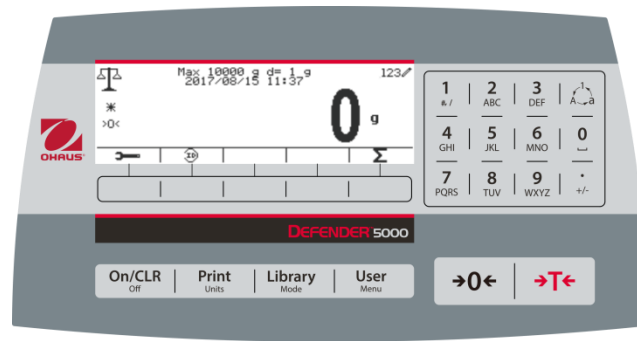 Max 10000 g d= 1 g
2017/08/15 11:37
123
>0<
0 g
ID
Σ
OHAUS
DEFENDER 5000
1 &/
2 ABC
3 DEF
1 A a
4 GHI
5 JKL
6 MNO
0
7 PQRS
8 TUV
9 WXYZ
. +/-
On/CLR
Off
Print
Units
Library
Mode
User
Menu
→0←
→T←